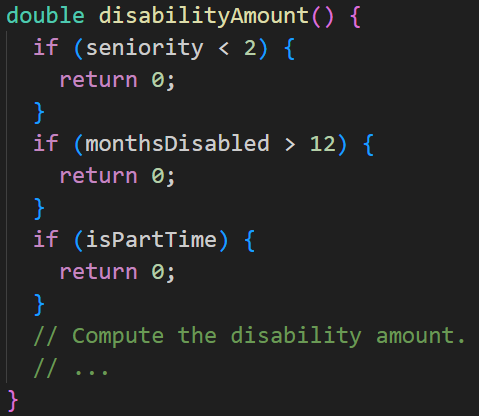 double disabilityAmount() {
  if (seniority < 2) {
    return 0;
  }
  if (monthsDisabled > 12) {
    return 0;
  }
  if (isPartTime) {
    return 0;
  }
  // Compute the disability amount.
  // ...
}